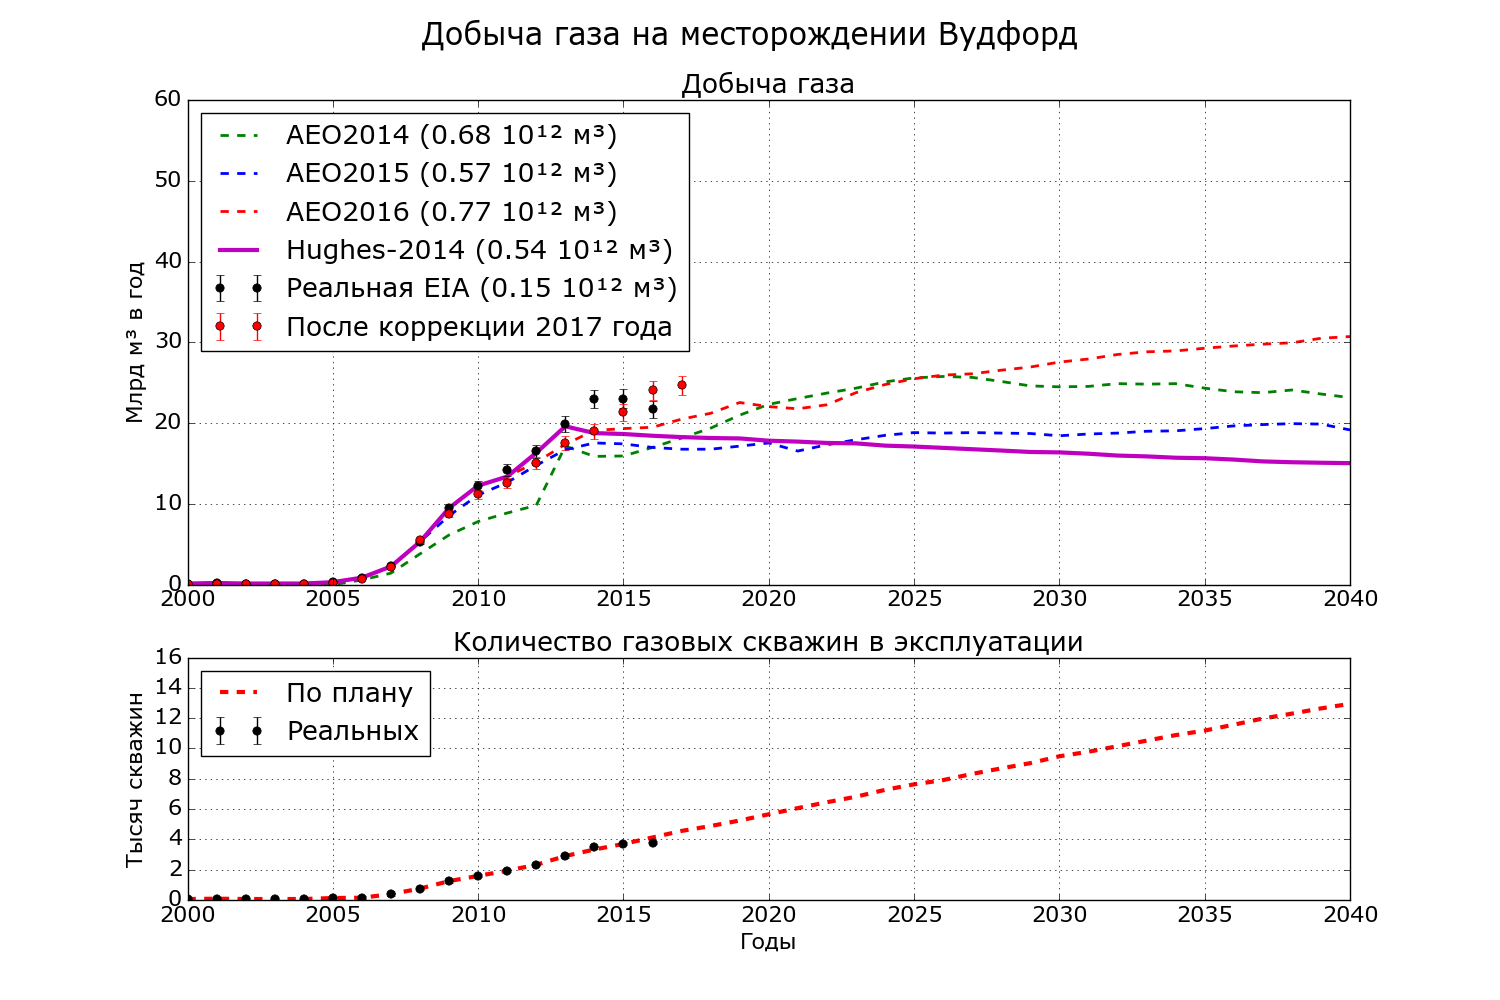 Добыча газа на месторождении Вудфорд
Добыча газа
60
50
40
30
20
10
0
Млрд м³ в год
AEO2014 (0.68 10¹² м³)
AEO2015 (0.57 10¹² м³)
AEO2016 (0.77 10¹² м³)
Hughes-2014 (0.54 10¹² м³)
Реальная EIA (0.15 10¹² м³)
После коррекции 2017 года
2000 2005 2010 2015 2020 2025 2030 2035 2040
Количество газовых скважин в эксплуатации
16
14
12
10
8
6
4
2
0
Тысяч скважин
По плану
Реальных
2000 2005 2010 2015 2020 2025 2030 2035 2040
Годы